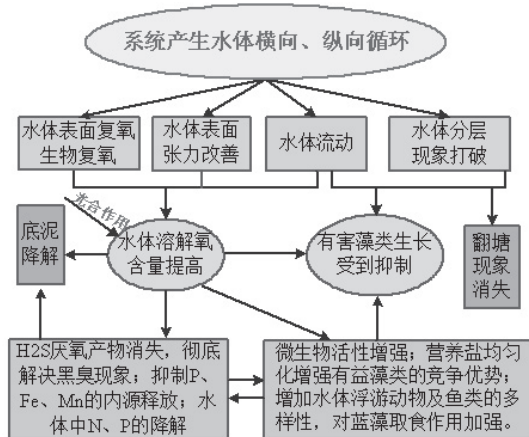 系统产生水体横向、纵向循环
水体表面复氧
生物复氧
水体表面
张力改善
水体流动
水体分层
现象打破
光合作用
底泥
降解
水体溶解氧
含量提高
有害藻类生长
受到抑制
翻塘
现象
消失
H2S厌氧产物消失，彻底
解决黑臭现象；抑制P、
Fe、Mn的内源释放；水
体中N、P的降解
微生物活性增强；营养盐均匀
化增强有益藻类的竞争优势；
增加水体浮游动物及鱼类的多
样性，对蓝藻取食作用加强。